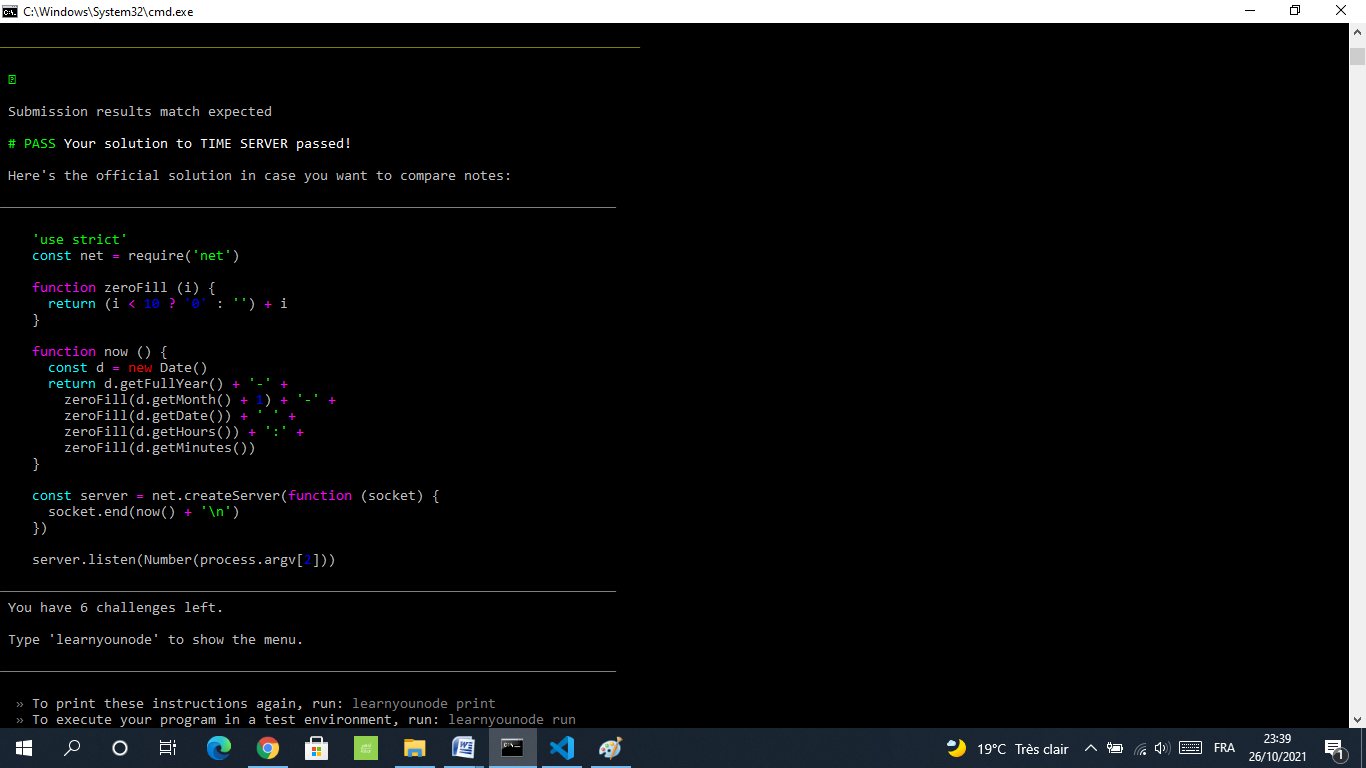 C:\Windows\System32\cmd.exe
Submission results match expected
# PASS Your solution to TIME SERVER passed!
Here's the official solution in case you want to compare notes:
'use strict'
const net = require('net')
function zeroFill (i) {
return (i < 10 ? '0' : '') + i
}
function now () {
const d = new Date()
return d.getFullYear() + '-' +
zeroFill(d.getMonth() + 1) + '-' +
zeroFill(d.getDate()) + ' ' +
zeroFill(d.getHours()) + ':' +
zeroFill(d.getMinutes())
}
const server = net.createServer(function (socket) {
socket.end(now() + '\n')
})
server.listen(Number(process.argv[2]))
You have 6 challenges left.
Type 'learnyounode' to show the menu.
» To print these instructions again, run: learnyounode print
» To execute your program in a test environment, run: learnyounode run
19°C Très clair
FRA
23:39
26/10/2021
1